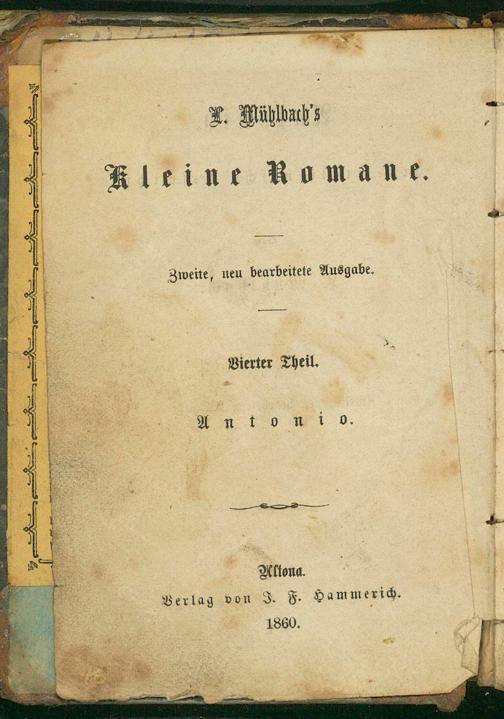 L. Mühlbach's
Kleine Romane.
Zweite, neu bearbeitete Ausgabe.
Vierter Theil.
Antonio.
Altona.
Verlag von J. F. Hammerich.
1860.